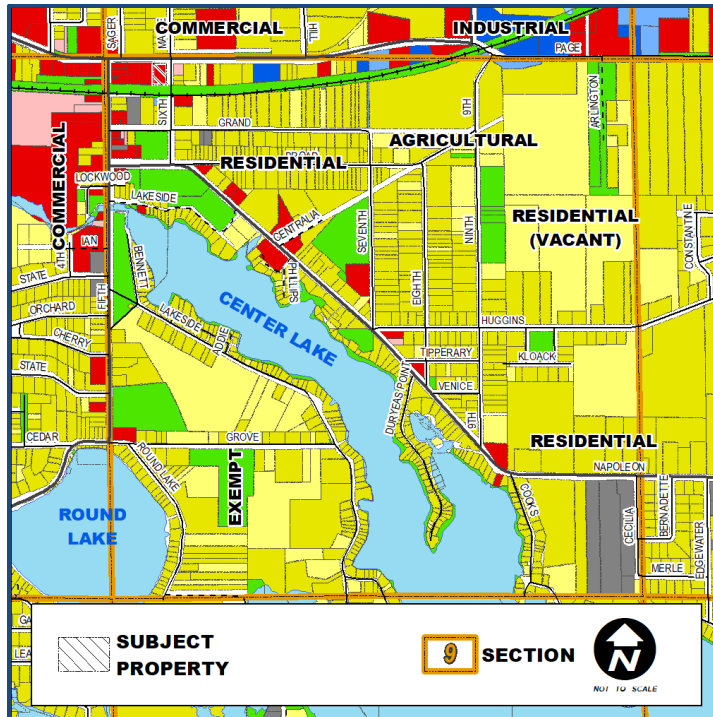 COMMERCIAL
INDUSTRIAL
SAGER
HILL
PAGE
SIXTH
GRAND
9TH
ARLINGTON
AGRICULTURAL
RESIDENTIAL
BROAD
COMMERCIAL
LOCKWOOD
LAKESIDE
CENTRALIA
SEVENTH
NINTH
RESIDENTIAL
(VACANT)
CONSTANTINE
IAN
4TH
BENNETT
PHILLIPS
EIGHTH
STATE
FIFTH
ORCHARD
CENTER LAKE
LAKESIDE
ADDIE
HUGGINS
CHERRY
TIPPERARY
KLOACK
STATE
DURYEAS POINT
VENICE
9TH
CEDAR
GROVE
RESIDENTIAL
NAPOLEON
ROUND LAKE
EXEMPT
COOKS
CECILIA
BERNADETTE
EDGEWATER
ROUND
LAKE
MERLE
SUBJECT
PROPERTY
9
SECTION
N
NOT TO SCALE